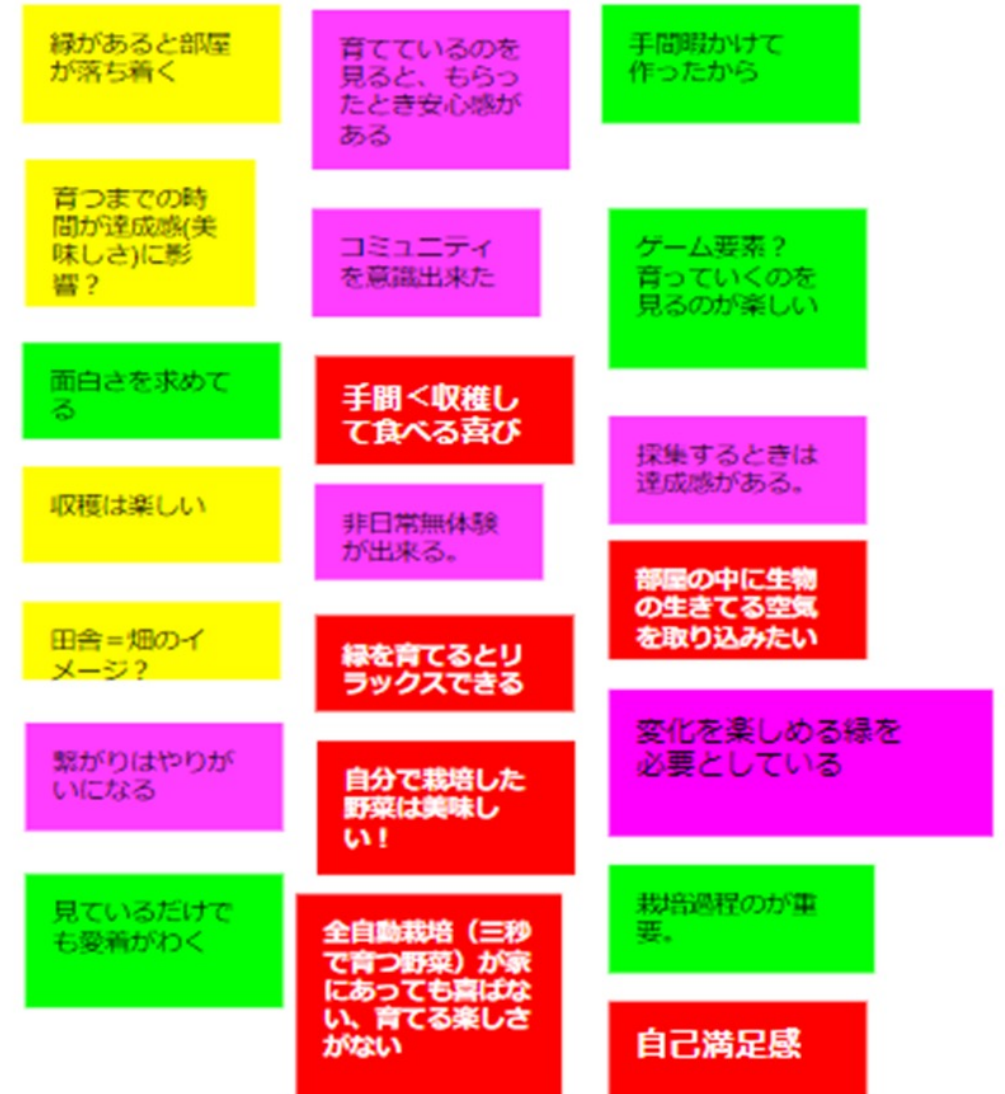 緑があると部屋
が落ち着く
育つまでの時
間が達成感(美
味しさ)に影
響？
面白さを求めて
る
収穫は楽しい
田舎＝畑のイ
メージ？
繋がりはやりが
いになる
見ているだけで
も愛着がわく
育てているのを
見ると、もらっ
たとき安心感が
ある
コミュニティ
を意識出来た
手間＜収穫し
て食べる喜び
非日常無体験
が出来る。
緑を育てるとリ
ラックスできる
自分で栽培した
野菜は美味し
い！
全自動栽培（三秒
で育つ野菜）が家
にあっても喜ばな
い、育てる楽しさ
がない
手間暇かけて
作ったから
ゲーム要素？
育っていくのを
見るのが楽しい
採集するときは
達成感がある。
部屋の中に生物
の生きてる空気
を取り込みたい
変化を楽しめる緑を
必要としている
栽培過程のが重
要。
自己満足感